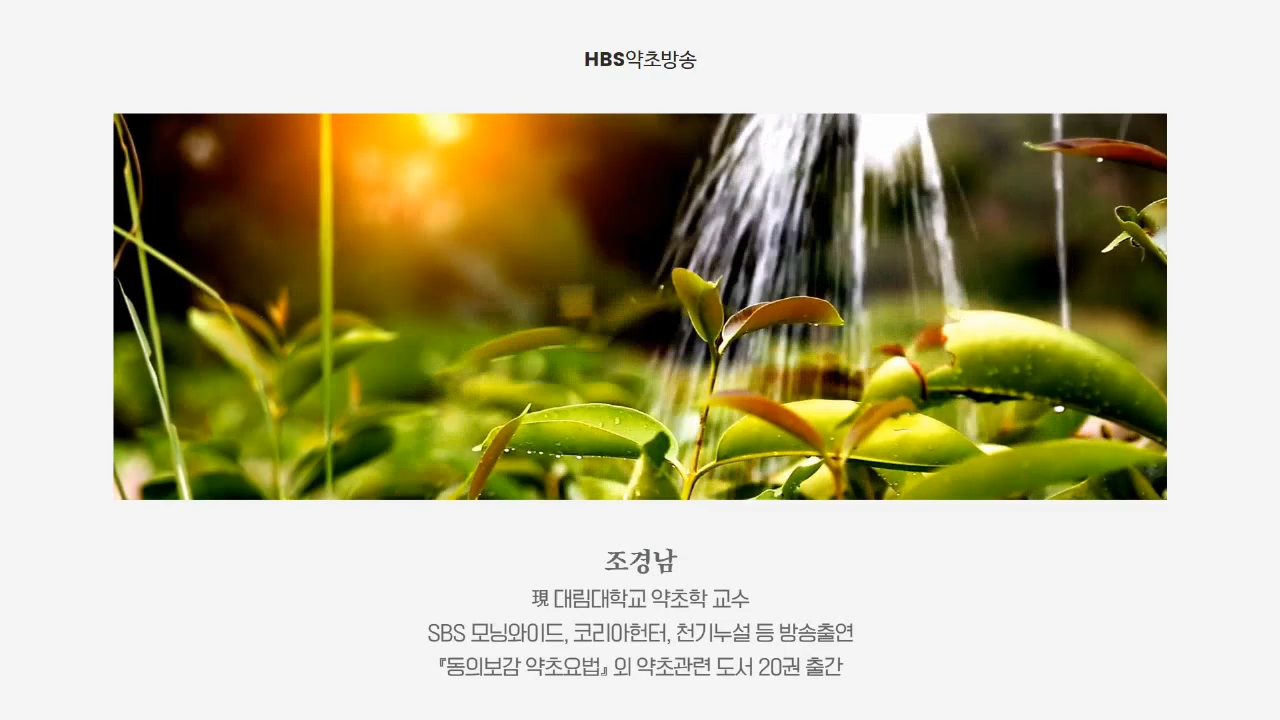 HBS약초방송
조경남
現 대림대학교 약초학 교수
SBS 모닝와이드, 코리아헌터, 천기누설 등 방송출연
『동의보감 약초요법』 외 약초관련 도서 20권 출간